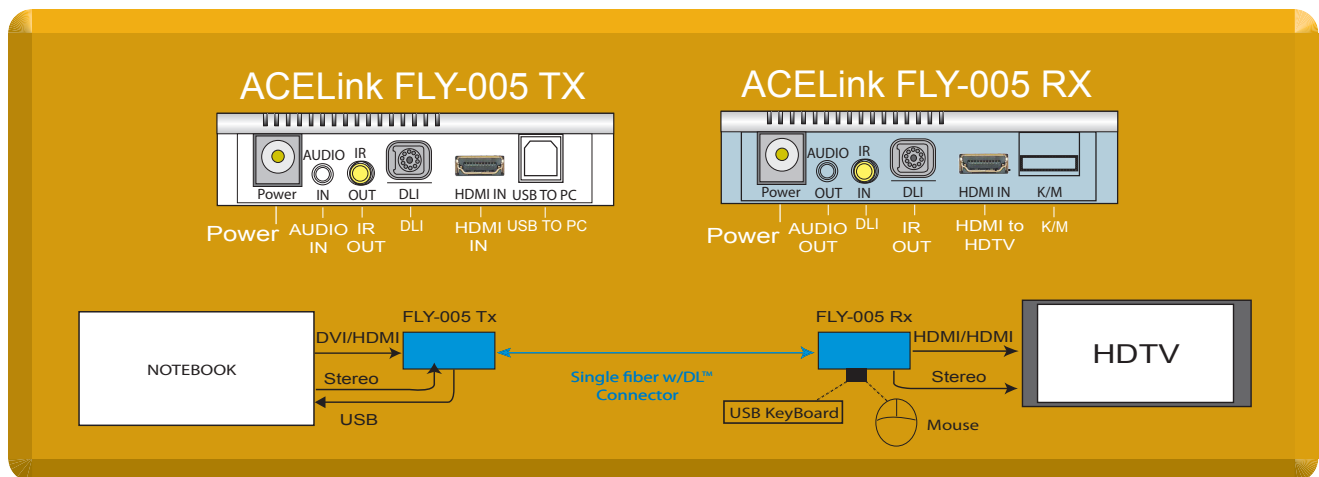 ACELink FLY-005 TX
AUDIO IR
Power IN OUT DLI HDMI IN USB TO PC
Power AUDIO IN IR OUT DLI HDMI IN USB TO PC
ACELink FLY-005 RX
AUDIO IR
Power OUT IN DLI HDMI IN K/M
Power AUDIO OUT DLI IR OUT HDMI to HDTV K/M
NOTEBOOK
DVI/HDMI
Stereo
USB
FLY-005 Tx
Single fiber w/DL™
Connector
FLY-005 Rx
USB KeyBoard
Mouse
HDMI/HDMI
Stereo
HDTV